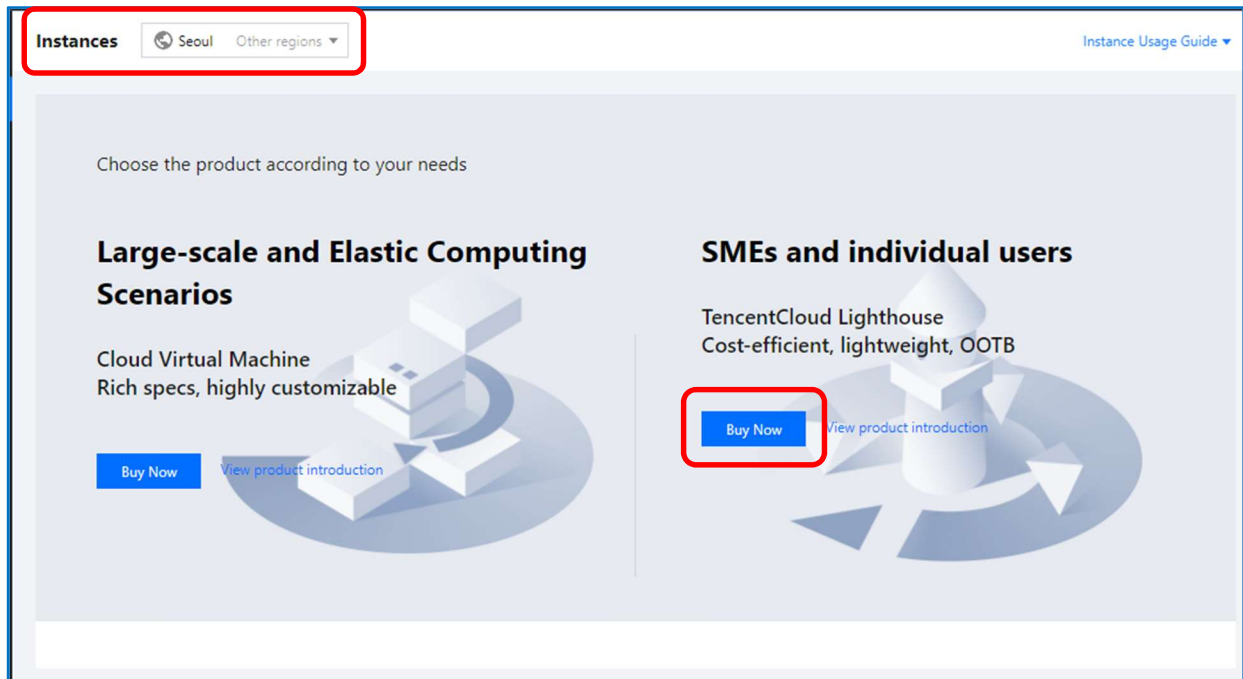 Instances Seoul Other regions Instance Usage Guide
Choose the product according to your needs
Large-scale and Elastic Computing
Scenarios
Cloud Virtual Machine
Rich specs, highly customizable
Buy Now View product introduction
SMEs and individual users
TencentCloud Lighthouse
Cost-efficient, lightweight, OOTB
Buy Now View product introduction